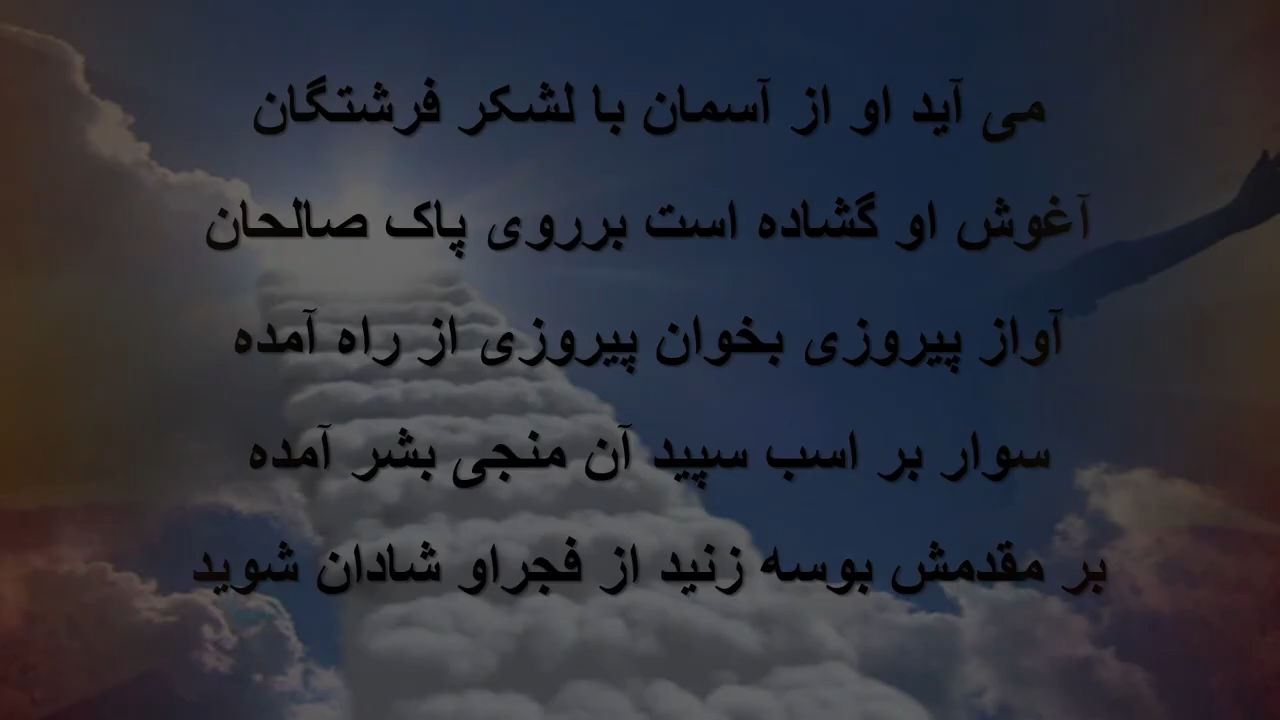 می آید او از آسمان با لشکر فرشتگان
آغوش او گشاده است برروی پاک صالحان
آواز پیروزی بخوان پیروزی از راه آمده
سوار بر اسب سپید آن منجی بشر آمده
بر مقدمش بوسه زنید از فجراو شادان شوید